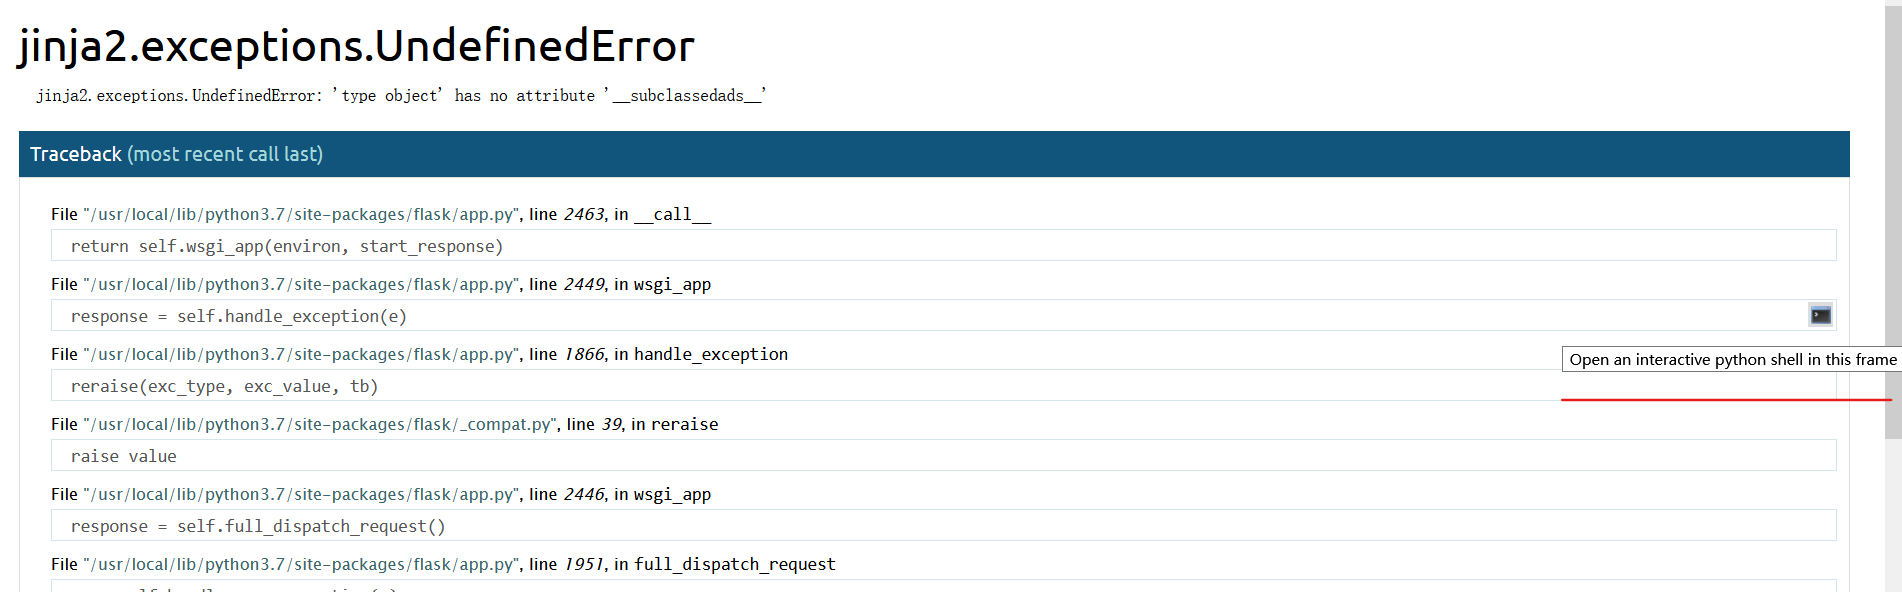 jinja2.exceptions.UndefinedError
jinja2.exceptions.UndefinedError: 'type object' has no attribute '__subclassedads__'
Traceback (most recent call last)
File "/usr/local/lib/python3.7/site-packages/flask/app.py", line 2463, in __call__
return self.wsgi_app(environ, start_response)
File "/usr/local/lib/python3.7/site-packages/flask/app.py", line 2449, in wsgi_app
response = self.handle_exception(e)
File "/usr/local/lib/python3.7/site-packages/flask/app.py", line 1866, in handle_exception
Open an interactive python shell in this frame
reraise(exc_type, exc_value, tb)
File "/usr/local/lib/python3.7/site-packages/flask/_compat.py", line 39, in reraise
raise value
File "/usr/local/lib/python3.7/site-packages/flask/app.py", line 2446, in wsgi_app
response = self.full_dispatch_request()
File "/usr/local/lib/python3.7/site-packages/flask/app.py", line 1951, in full_dispatch_request